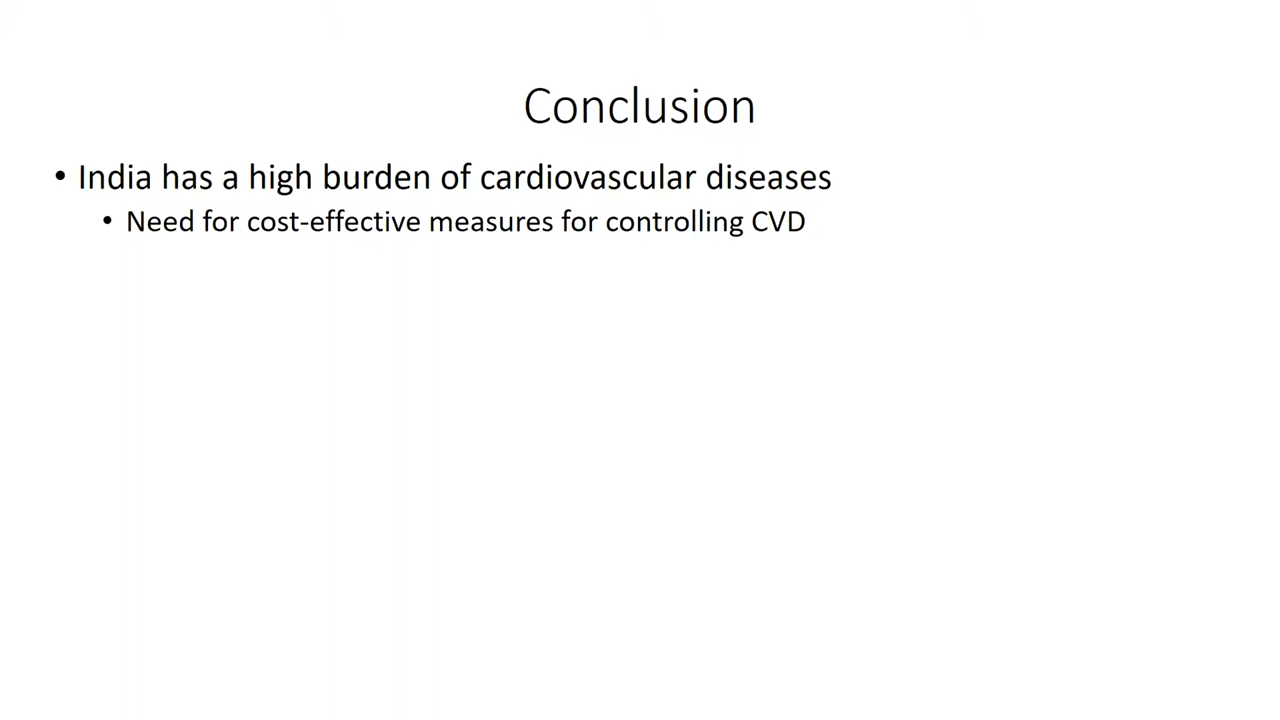 Conclusion
• India has a high burden of cardiovascular diseases
• Need for cost-effective measures for controlling CVD